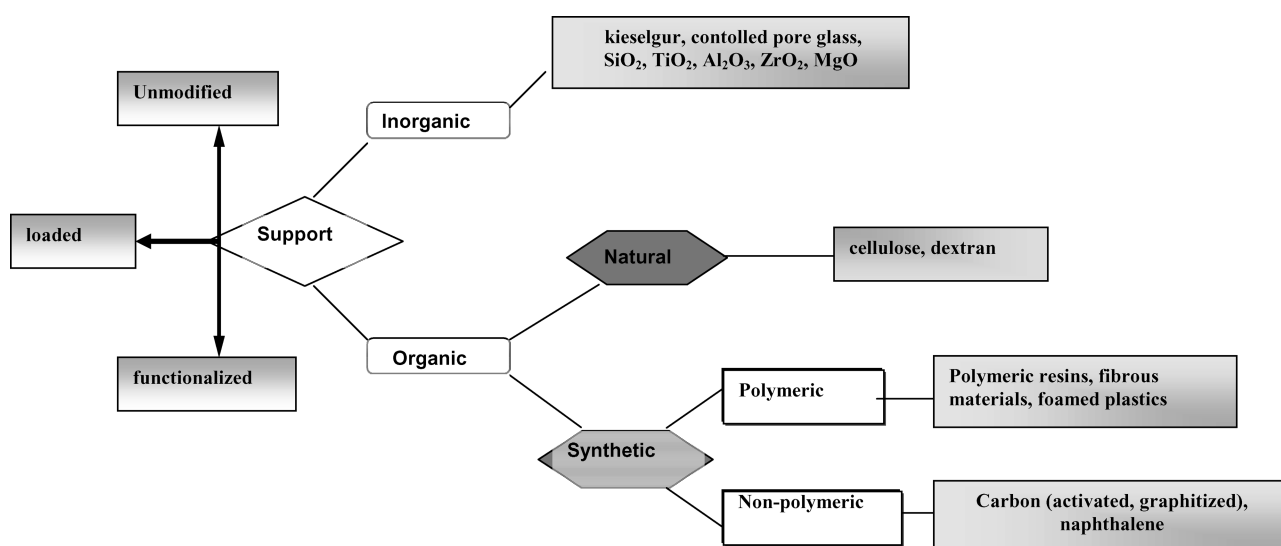 kieselgur, contolled pore glass,
SiO₂, TiO₂, Al₂O₃, ZrO₂, MgO
Unmodified
Inorganic
loaded
Support
Natural
cellulose, dextran
Organic
functionalized
Polymeric
Polymeric resins, fibrous
materials, foamed plastics
Synthetic
Non-polymeric
Carbon (activated, graphitized),
naphthalene